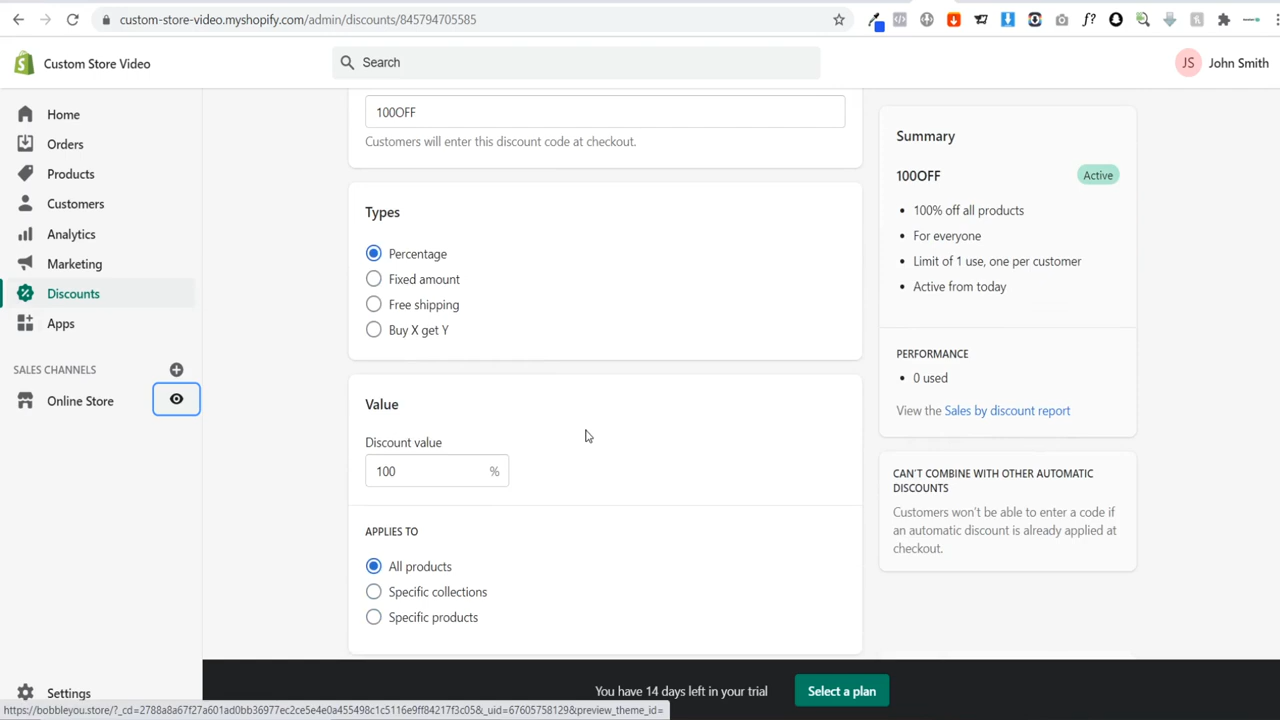 custom-store-video.myshopify.com/admin/discounts/845794705585
Custom Store Video
Search
JS John Smith
Home
Orders
Products
Customers
Analytics
Marketing
Discounts
Apps
SALES CHANNELS
Online Store
Settings
100OFF
Customers will enter this discount code at checkout.
Types
Percentage
Fixed amount
Free shipping
Buy X get Y
Value
Discount value
100 %
APPLIES TO
All products
Specific collections
Specific products
Summary
100OFF Active
• 100% off all products
• For everyone
• Limit of 1 use, one per customer
• Active from today
PERFORMANCE
• 0 used
View the Sales by discount report
CAN'T COMBINE WITH OTHER AUTOMATIC
DISCOUNTS
Customers won't be able to enter a code if
an automatic discount is already applied at
checkout.
You have 14 days left in your trial Select a plan
https://bobbleyou.store/?_cd=2788a8a67f27a601ad0bb36977ec2ce5e4e0a455498c1c5116e9ff84217f3c05&_uid=67605758129&preview_theme_id=